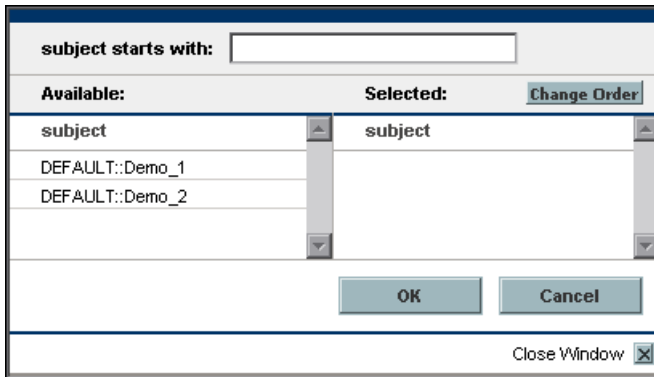 subject starts with:
Available: Selected: Change Order
subject subject
DEFAULT::Demo_1
DEFAULT::Demo_2
OK Cancel
Close Window